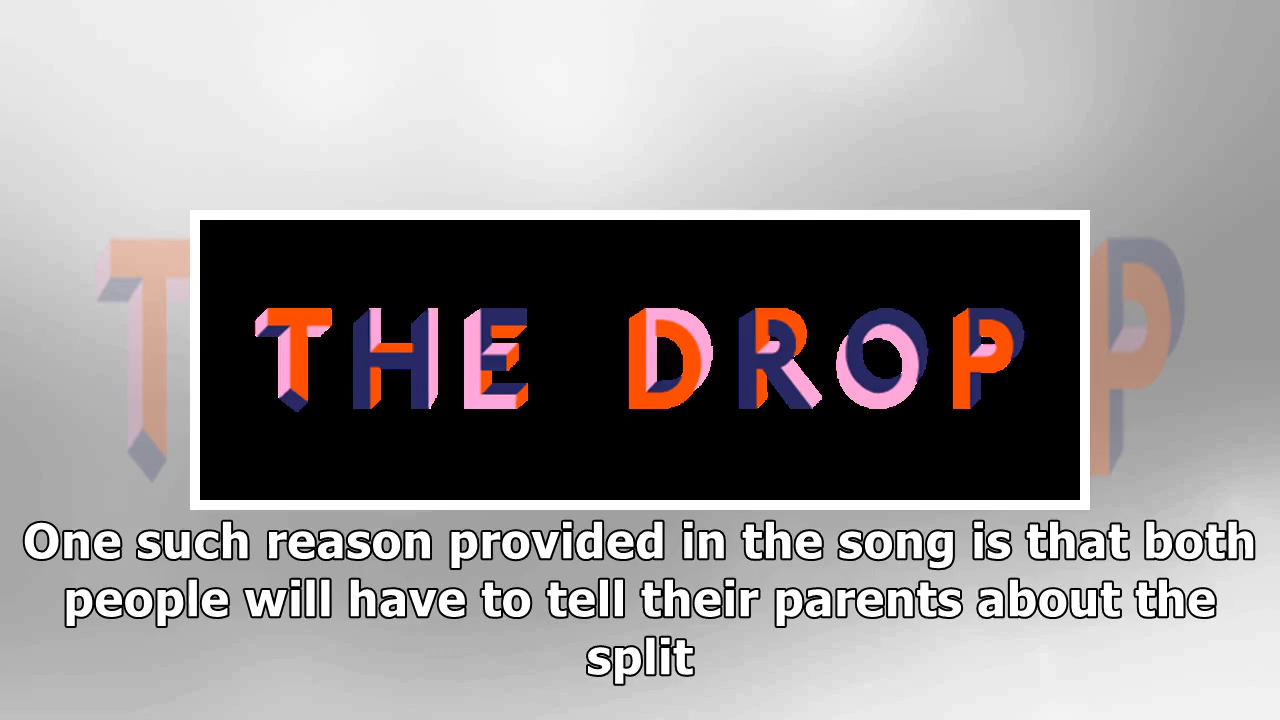 THE DROP
One such reason provided in the song is that both
people will have to tell their parents about the
split